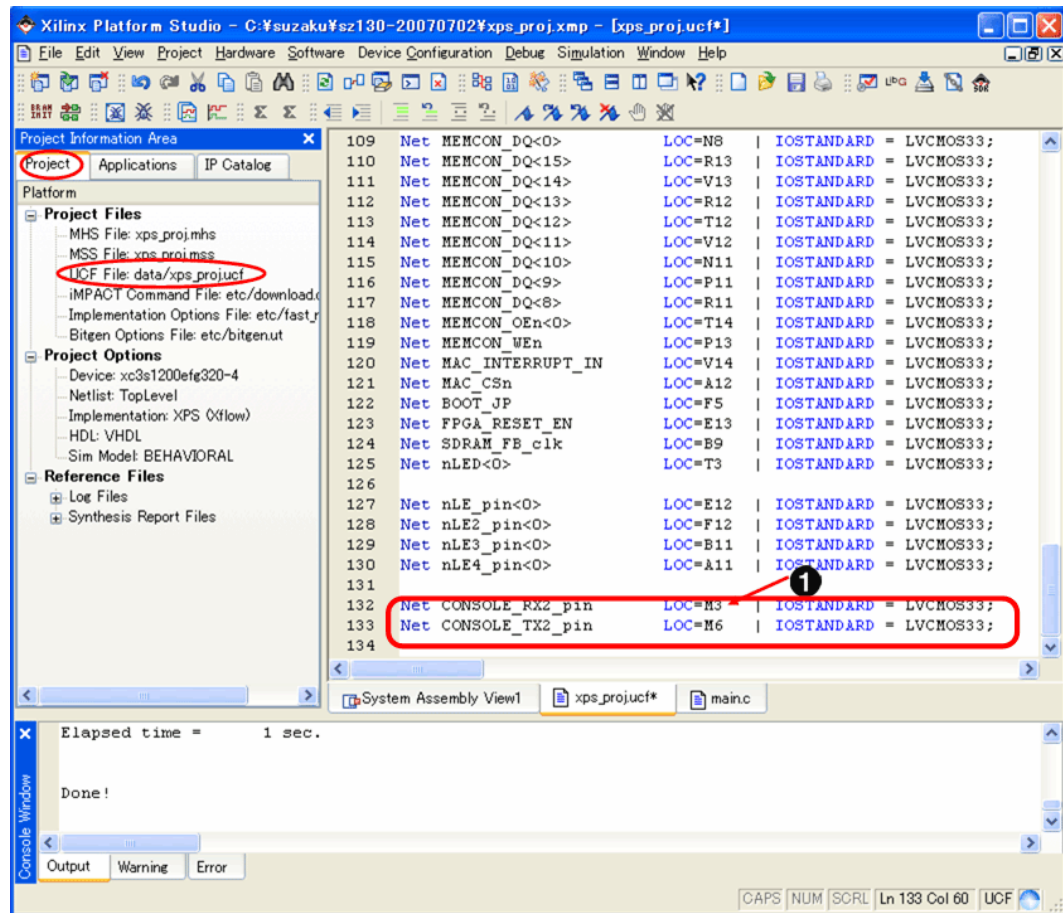 Xilinx Platform Studio - C:¥suzaku¥sz130-20070702¥xps_proj.xmp - [xps_proj.ucf*]
File Edit View Project Hardware Software Device Configuration Debug Simulation Window Help
Project Information Area
Project Applications IP Catalog
Platform
Project Files
MHS File: xps_proj.mhs
MSS File: xps_proj.mss
UCF File: data/xps_proj.ucf
iMPACT Command File: etc/download.c
Implementation Options File: etc/fast_r
Bitgen Options File: etc/bitgen.ut
Project Options
Device: xc3s1200efg320-4
Netlist: TopLevel
Implementation: XPS (Xflow)
HDL: VHDL
Sim Model: BEHAVIORAL
Reference Files
Log Files
Synthesis Report Files
109 Net MEMCON_DQ<0> LOC=N8 | IOSTANDARD = LVCMOS33;
110 Net MEMCON_DQ<15> LOC=R13 | IOSTANDARD = LVCMOS33;
111 Net MEMCON_DQ<14> LOC=V13 | IOSTANDARD = LVCMOS33;
112 Net MEMCON_DQ<13> LOC=R12 | IOSTANDARD = LVCMOS33;
113 Net MEMCON_DQ<12> LOC=T12 | IOSTANDARD = LVCMOS33;
114 Net MEMCON_DQ<11> LOC=V12 | IOSTANDARD = LVCMOS33;
115 Net MEMCON_DQ<10> LOC=N11 | IOSTANDARD = LVCMOS33;
116 Net MEMCON_DQ<9> LOC=P11 | IOSTANDARD = LVCMOS33;
117 Net MEMCON_DQ<8> LOC=R11 | IOSTANDARD = LVCMOS33;
118 Net MEMCON_OEn<0> LOC=T14 | IOSTANDARD = LVCMOS33;
119 Net MEMCON_WEn LOC=P13 | IOSTANDARD = LVCMOS33;
120 Net MAC_INTERRUPT_IN LOC=V14 | IOSTANDARD = LVCMOS33;
121 Net MAC_CSn LOC=A12 | IOSTANDARD = LVCMOS33;
122 Net BOOT_JP LOC=F5 | IOSTANDARD = LVCMOS33;
123 Net FPGA_RESET_EN LOC=E13 | IOSTANDARD = LVCMOS33;
124 Net SDRAM_FB_clk LOC=B9 | IOSTANDARD = LVCMOS33;
125 Net nLED<0> LOC=T3 | IOSTANDARD = LVCMOS33;
126
127 Net nLE_pin<0> LOC=E12 | IOSTANDARD = LVCMOS33;
128 Net nLE2_pin<0> LOC=F12 | IOSTANDARD = LVCMOS33;
129 Net nLE3_pin<0> LOC=B11 | IOSTANDARD = LVCMOS33;
130 Net nLE4_pin<0> LOC=A11 | IOSTANDARD = LVCMOS33;
131
1
132 Net CONSOLE_RX2_pin LOC=M3 | IOSTANDARD = LVCMOS33;
133 Net CONSOLE_TX2_pin LOC=M6 | IOSTANDARD = LVCMOS33;
134
System Assembly View1 xps_proj.ucf* main.c
Console Window
Elapsed time = 1 sec.
Done!
Output Warning Error
CAPS NUM SCRL Ln 133 Col 60 UCF